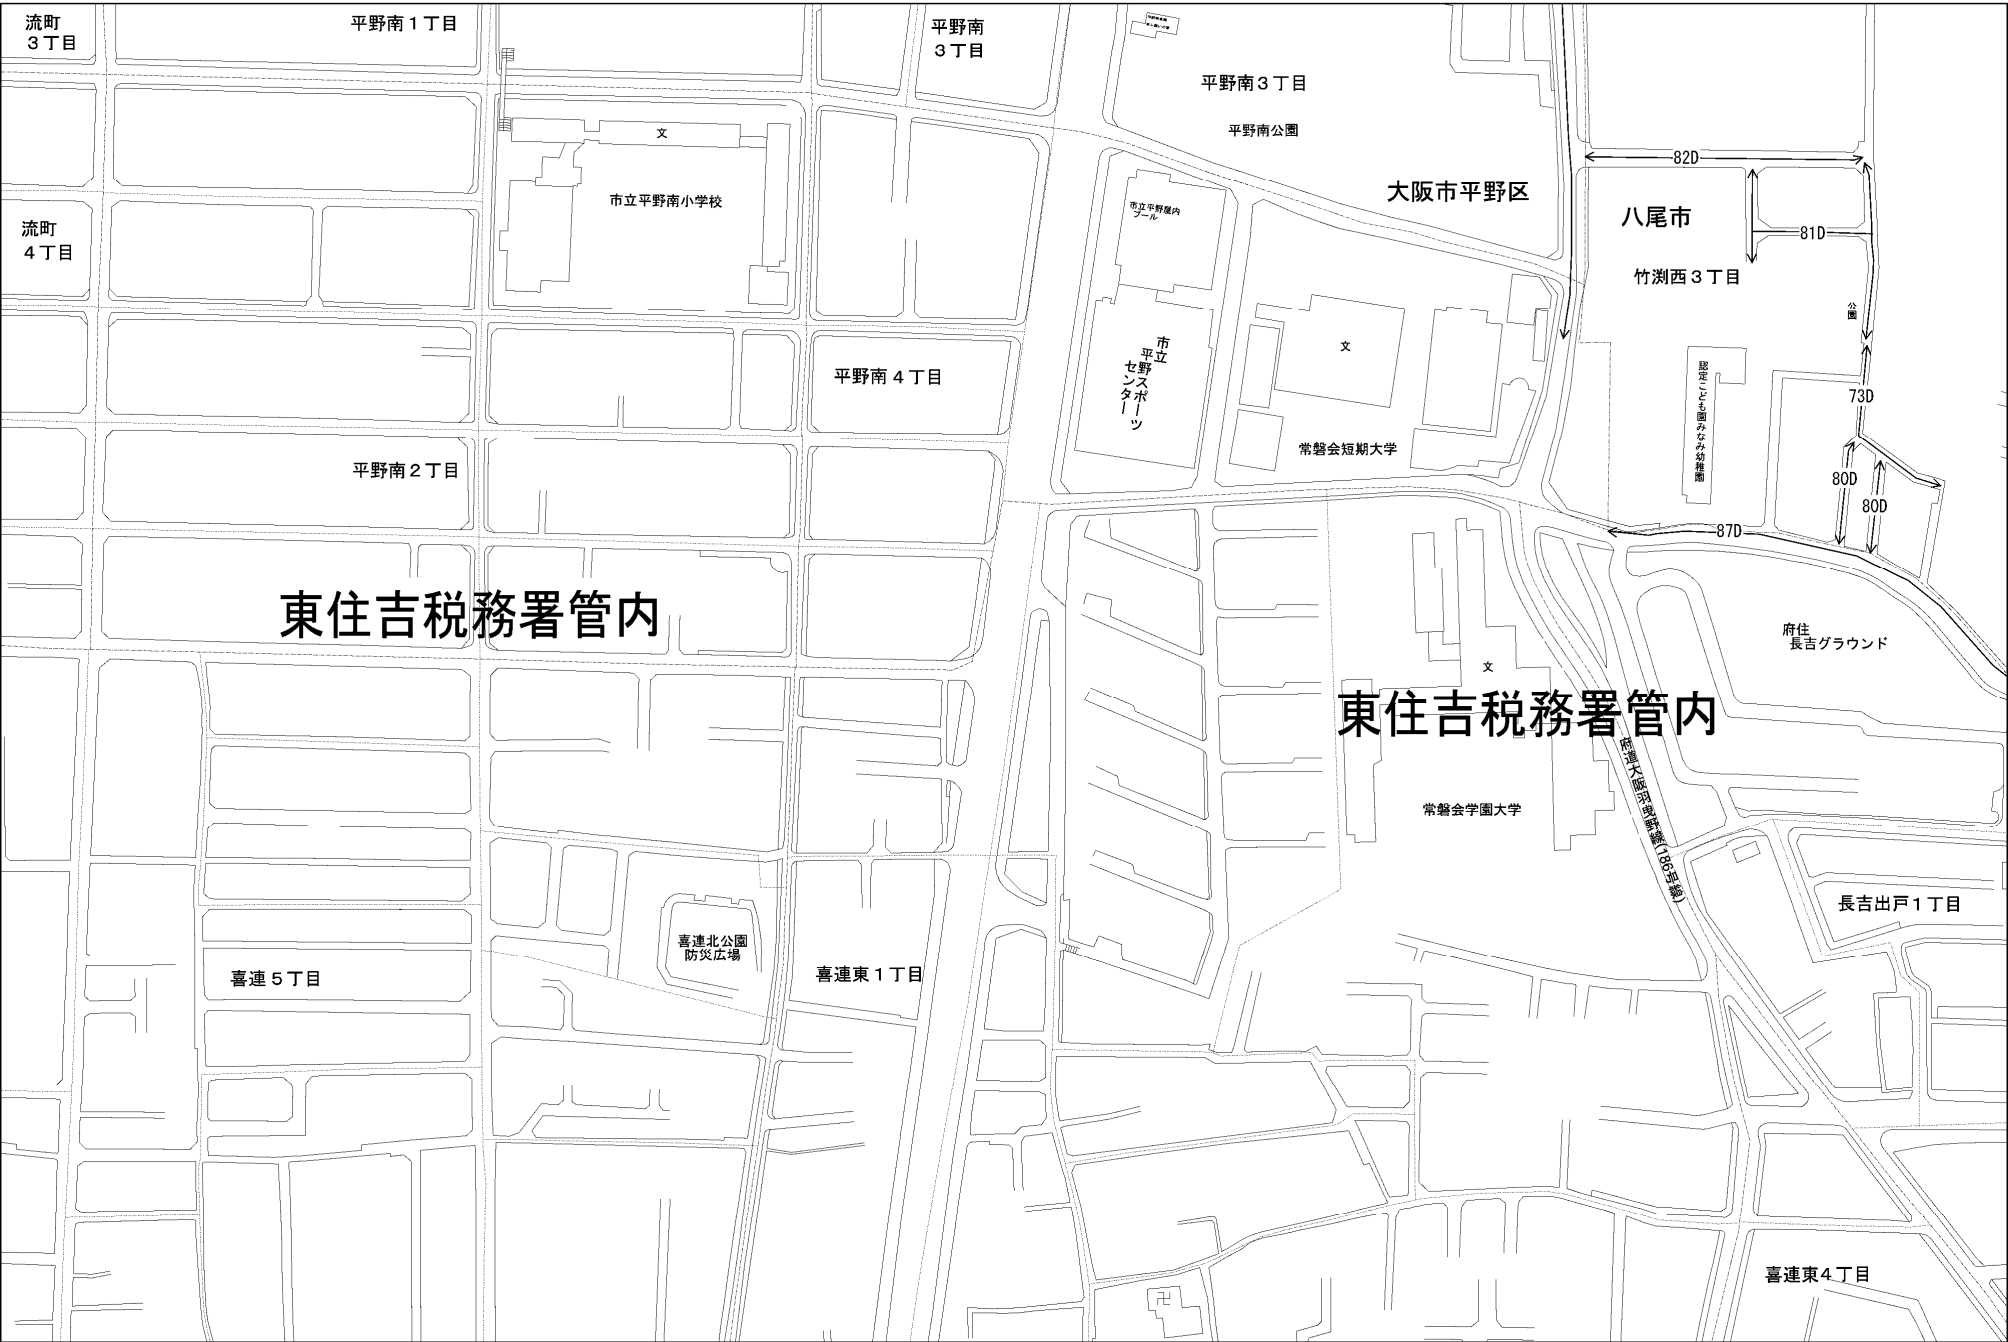 流町
3丁目
平野南1丁目
平野南
3丁目
平野南3丁目
平野南公園
文
市立平野南小学校
大阪市平野区
82D
八尾市
81D
竹渕西3丁目
公園
流町
4丁目
市立平野屋内
プール
市立
平野スポーツ
センター
文
常磐会短期大学
認定こども園みなみ幼稚園
73D
80D
80D
87D
平野南4丁目
平野南2丁目
東住吉税務署管内
府住
長吉グラウンド
文
東住吉税務署管内
府道大阪羽曳野線(186号線)
常磐会学園大学
長吉出戸1丁目
喜連北公園
防災広場
喜連5丁目
喜連東1丁目
喜連東4丁目